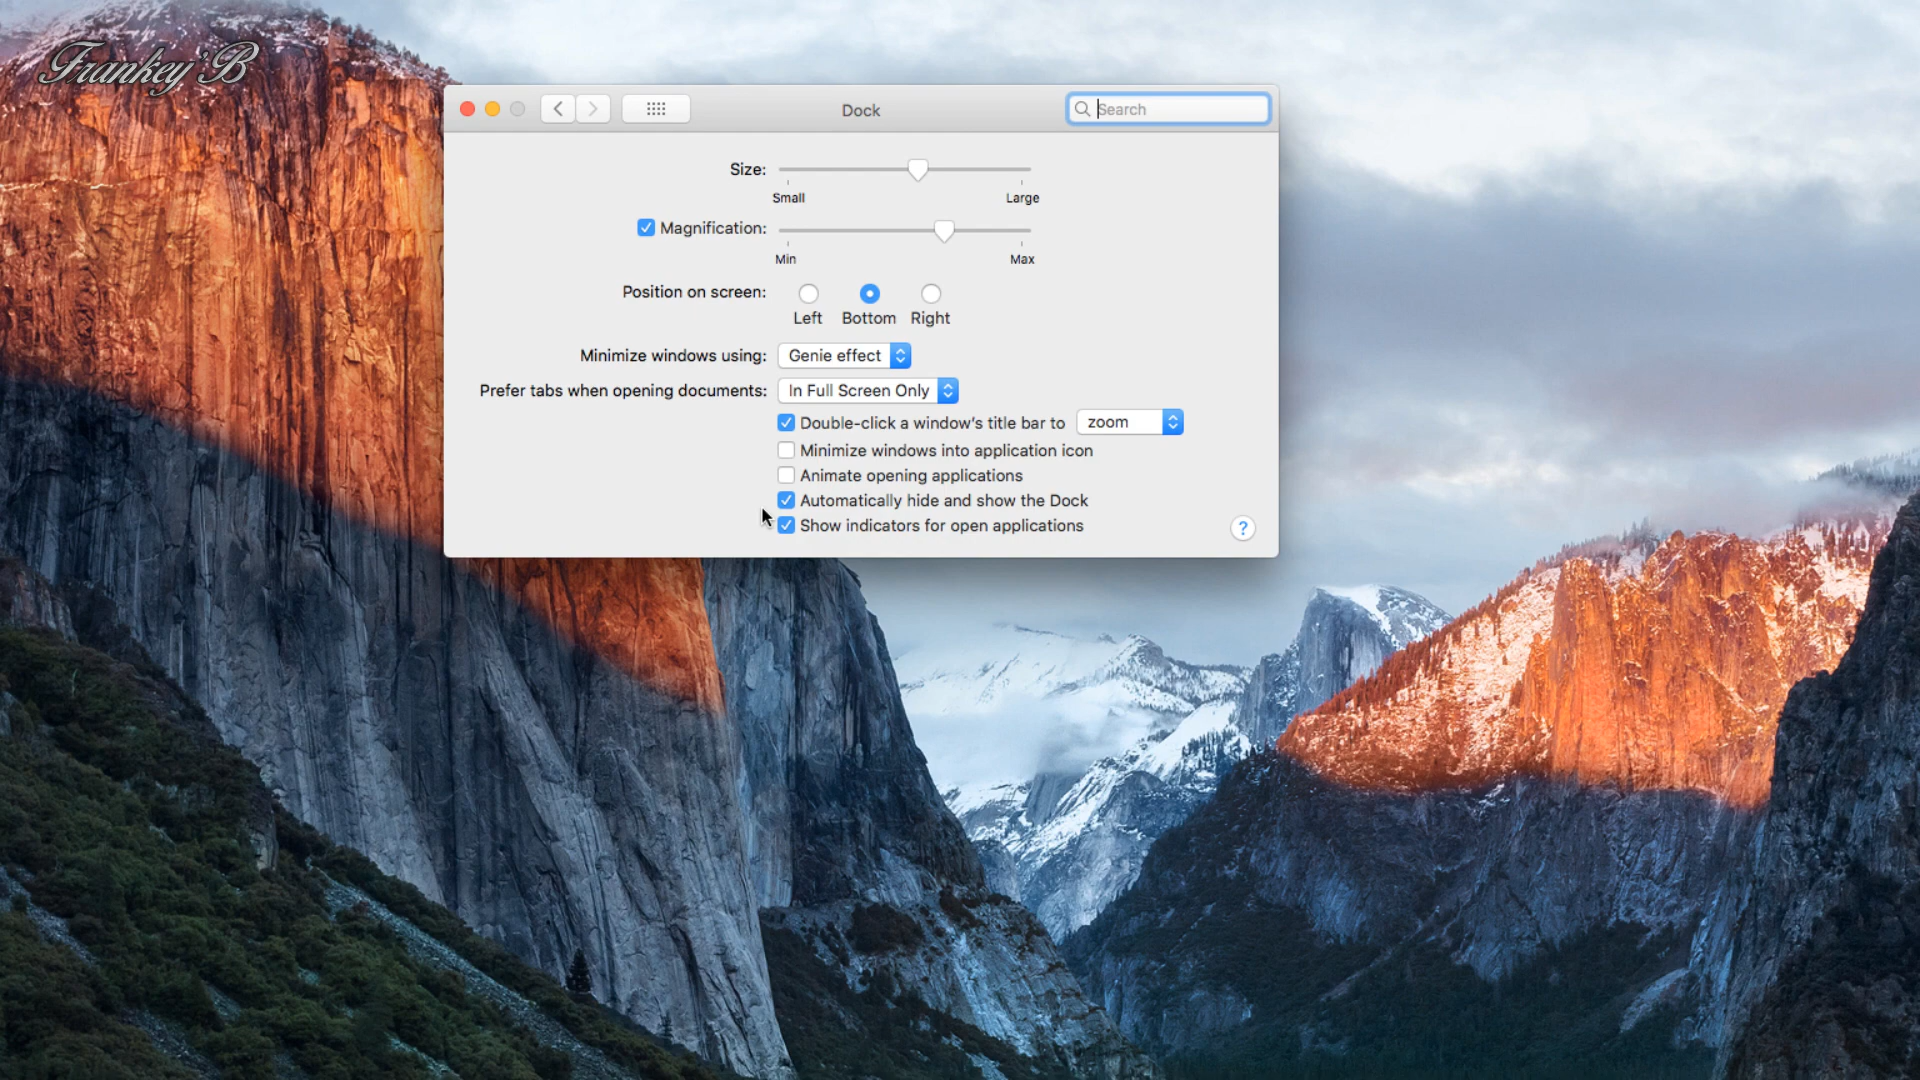 Frankey'B
Dock
Search
Size:
Small Large
Magnification:
Min Max
Position on screen:
Left Bottom Right
Minimize windows using: Genie effect
Prefer tabs when opening documents: In Full Screen Only
Double-click a window's title bar to zoom
Minimize windows into application icon
Animate opening applications
Automatically hide and show the Dock
Show indicators for open applications
?